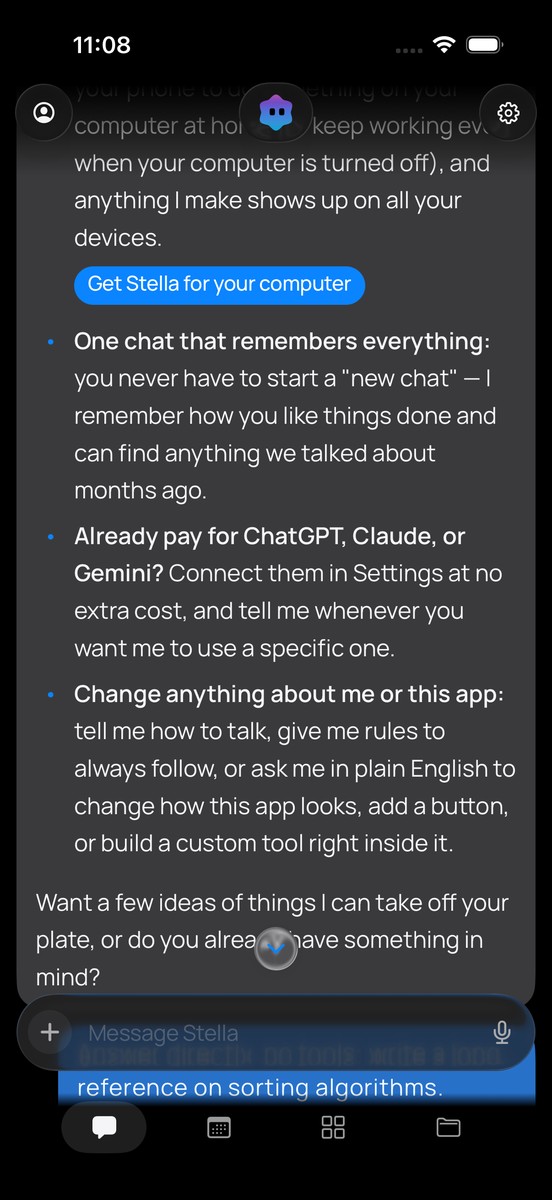 11:08
computer at
keep working
when your computer is turned off), and
anything I make shows up on all your
devices.
Get Stella for your computer
One chat that remembers everything:
you never have to start a "new chat" — I
remember how you like things done and
can find anything we talked about
months ago.
Already pay for ChatGPT, Claude, or
Gemini? Connect them in Settings at no
extra cost, and tell me whenever you
want me to use a specific one.
Change anything about me or this app:
tell me how to talk, give me rules to
always follow, or ask me in plain English to
change how this app looks, add a button,
or build a custom tool right inside it.
Want a few ideas of things I can take off your
plate, or do you already have something in
mind?
Message Stella
reference on sorting algorithms.